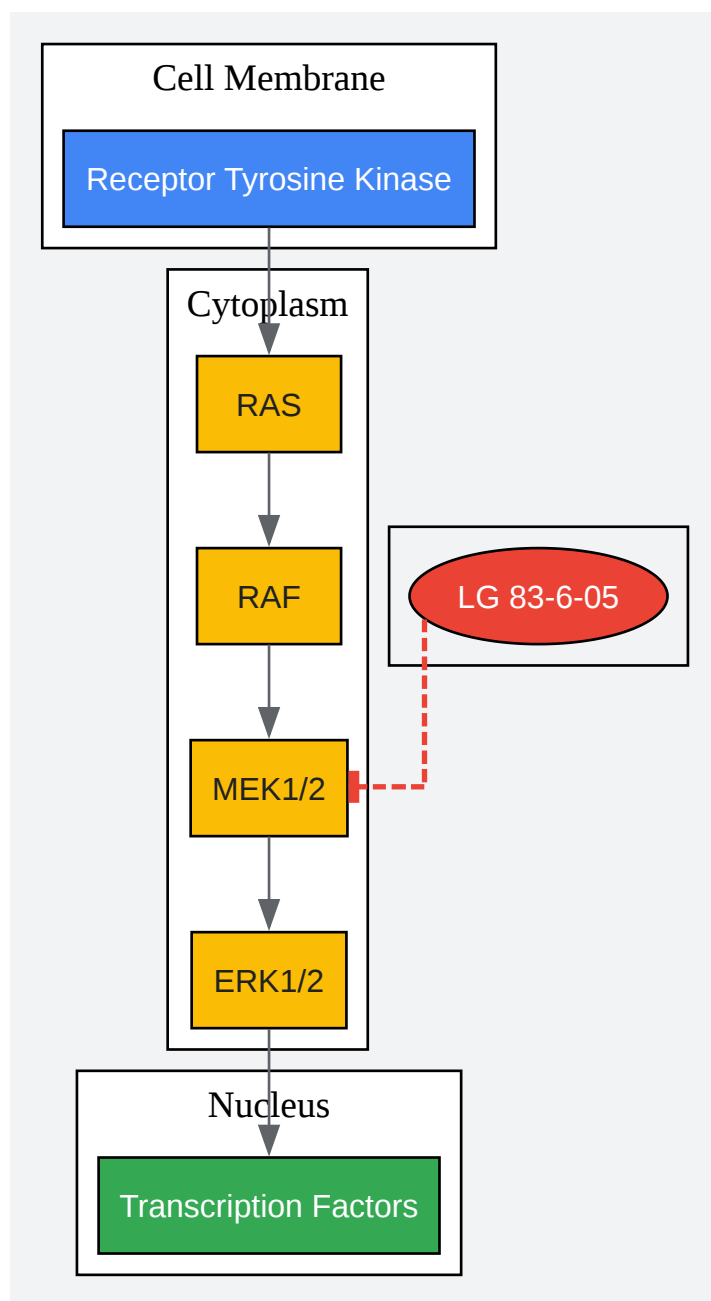 Cell Membrane
Receptor Tyrosine Kinase
Cytoplasm
RAS
RAF
LG 83-6-05
MEK1/2
ERK1/2
Nucleus
Transcription Factors